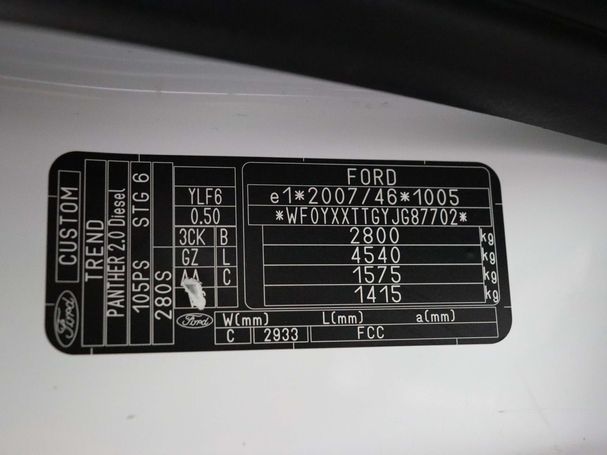 CUSTOM
TREND
PANTHER 2.0 Diesel
105PS STG 6
280S
Ford
YLF6
0.50
3CK B
GZ L
AA C
Ford
FORD
e1*2007/46*1005
*WF0YXXTTGYJG87702*
2800 kg
4540 kg
1575 kg
1415 kg
W(mm) L(mm) a(mm)
C 2933 FCC